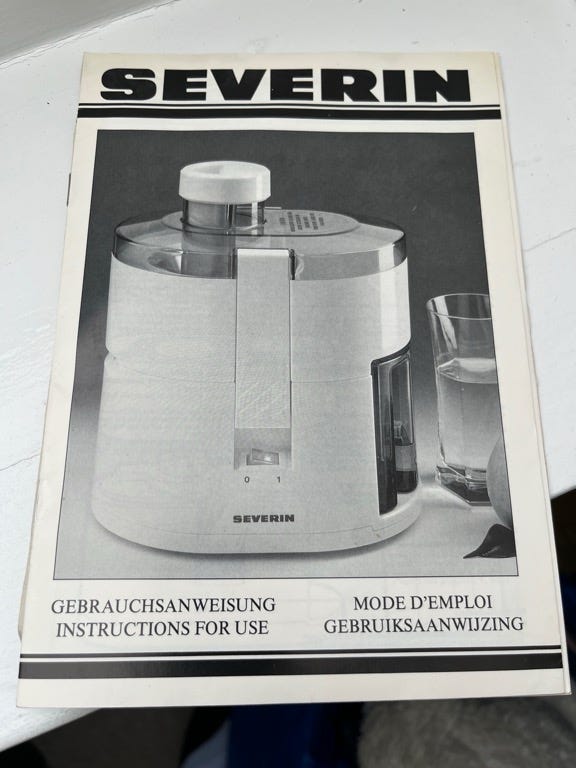 SEVERIN
0 1
SEVERIN
GEBRAUCHSANWEISUNG
INSTRUCTIONS FOR USE
MODE D'EMPLOI
GEBRUIKSAANWIJZING